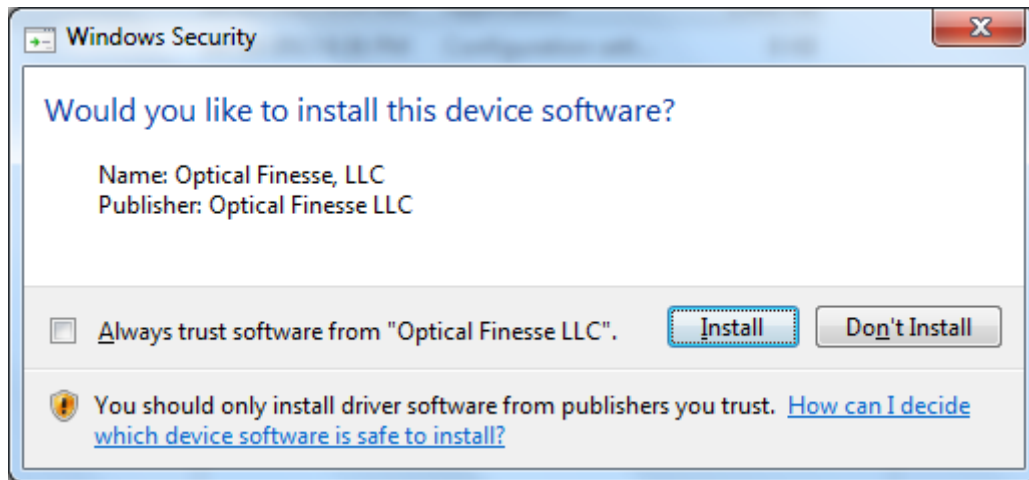 Windows Security
Would you like to install this device software?
Name: Optical Finesse, LLC
Publisher: Optical Finesse LLC
Always trust software from "Optical Finesse LLC".
Install
Don't Install
You should only install driver software from publishers you trust. How can I decide
which device software is safe to install?